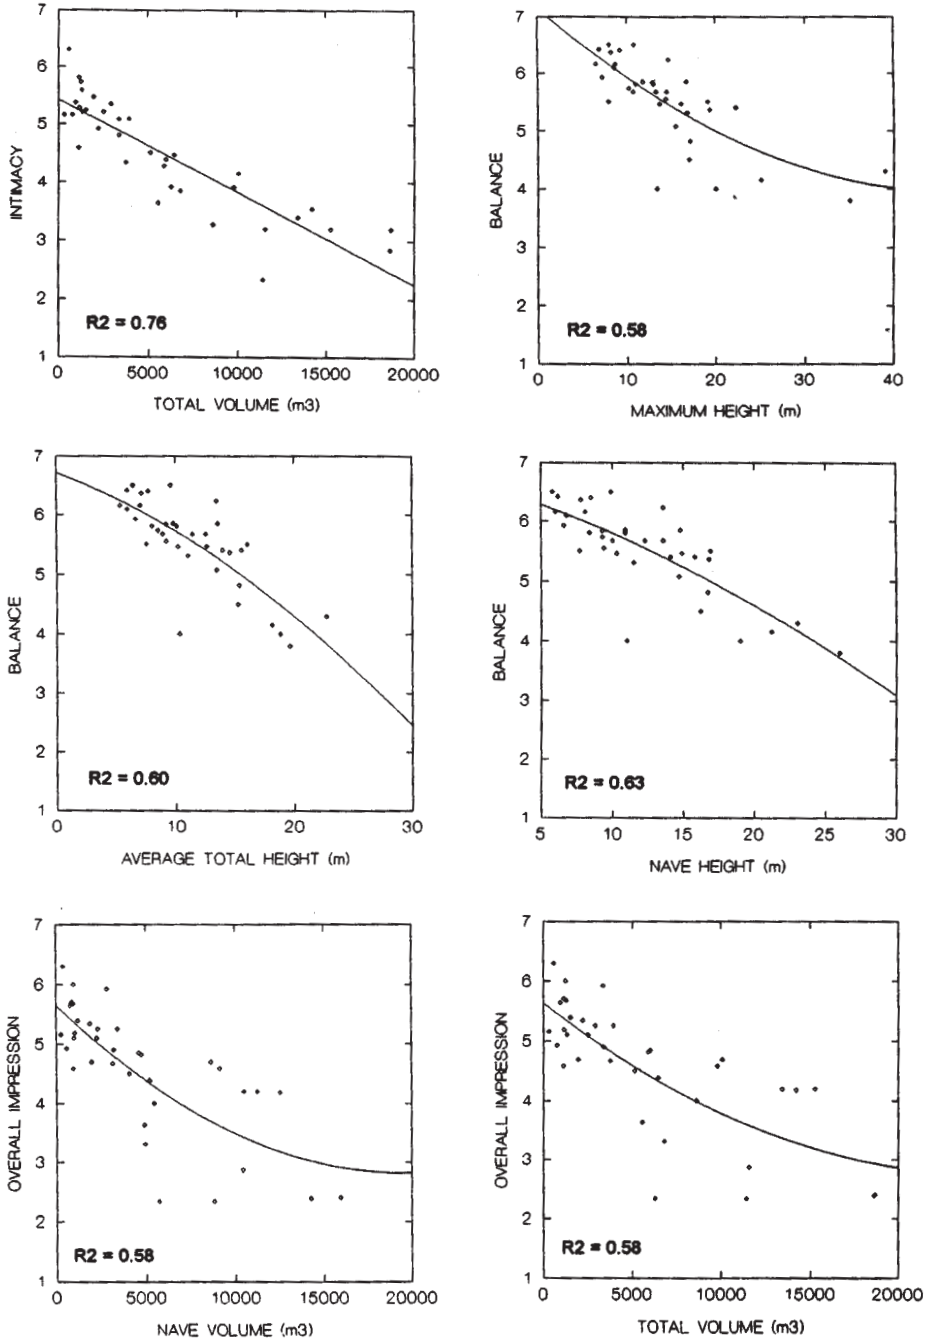 7
6
5
4
3
2
1
INTIMACY
R2 = 0.76
0 5000 10000 15000 20000
TOTAL VOLUME (m3)
7
6
5
4
3
2
1
BALANCE
R2 = 0.58
0 10 20 30 40
MAXIMUM HEIGHT (m)
7
6
5
4
3
2
1
BALANCE
R2 = 0.60
0 10 20 30
AVERAGE TOTAL HEIGHT (m)
7
6
5
4
3
2
1
BALANCE
R2 = 0.63
5 10 15 20 25 30
NAVE HEIGHT (m)
7
6
5
4
3
2
1
OVERALL IMPRESSION
R2 = 0.58
0 5000 10000 15000 20000
NAVE VOLUME (m3)
7
6
5
4
3
2
1
OVERALL IMPRESSION
R2 = 0.58
0 5000 10000 15000 20000
TOTAL VOLUME (m3)